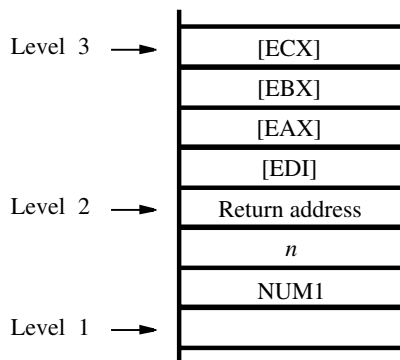 Level 3 [ECX]
[EBX]
[EAX]
[EDI]
Level 2 Return address
n
NUM1
Level 1